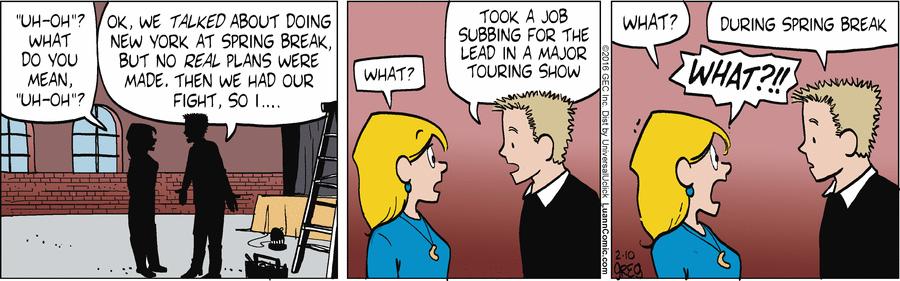 "UH-OH"?
WHAT
DO YOU
MEAN,
"UH-OH"?
OK, WE TALKED ABOUT DOING
NEW YORK AT SPRING BREAK,
BUT NO REAL PLANS WERE
MADE. THEN WE HAD OUR
FIGHT, SO I....
WHAT?
TOOK A JOB
SUBBING FOR THE
LEAD IN A MAJOR
TOURING SHOW
©2016 GEC Inc. Dist by UniversalUclick LuannComic.com
WHAT?
DURING SPRING BREAK
WHAT?!!
2-10
GREG